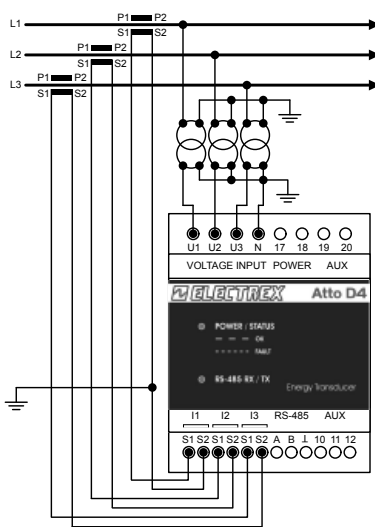 P1 P2
L1
S1 S2
P1 P2
L2
S1 S2
P1 P2
L3
S1 S2
U1 U2 U3 N 17 18 19 20
VOLTAGE INPUT POWER AUX
ELECTREX Atto D4
POWER / STATUS
OK
FAULT
RS-485 RX / TX
Energy Transducer
I1 I2 I3 RS-485 AUX
S1 S2 S1 S2 S1 S2 A B ⊥ 10 11 12